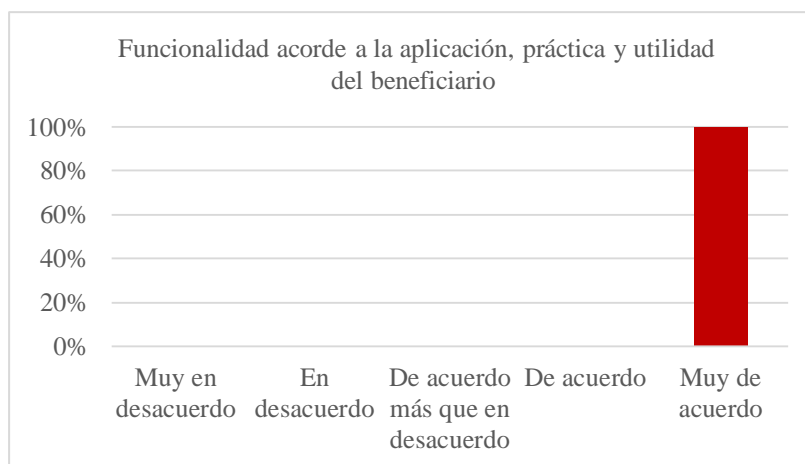 Funcionalidad acorde a la aplicación, práctica y utilidad
del beneficiario
100%
80%
60%
40%
20%
0%
Muy en
desacuerdo
En
desacuerdo
De acuerdo
más que en
desacuerdo
De acuerdo
Muy de
acuerdo